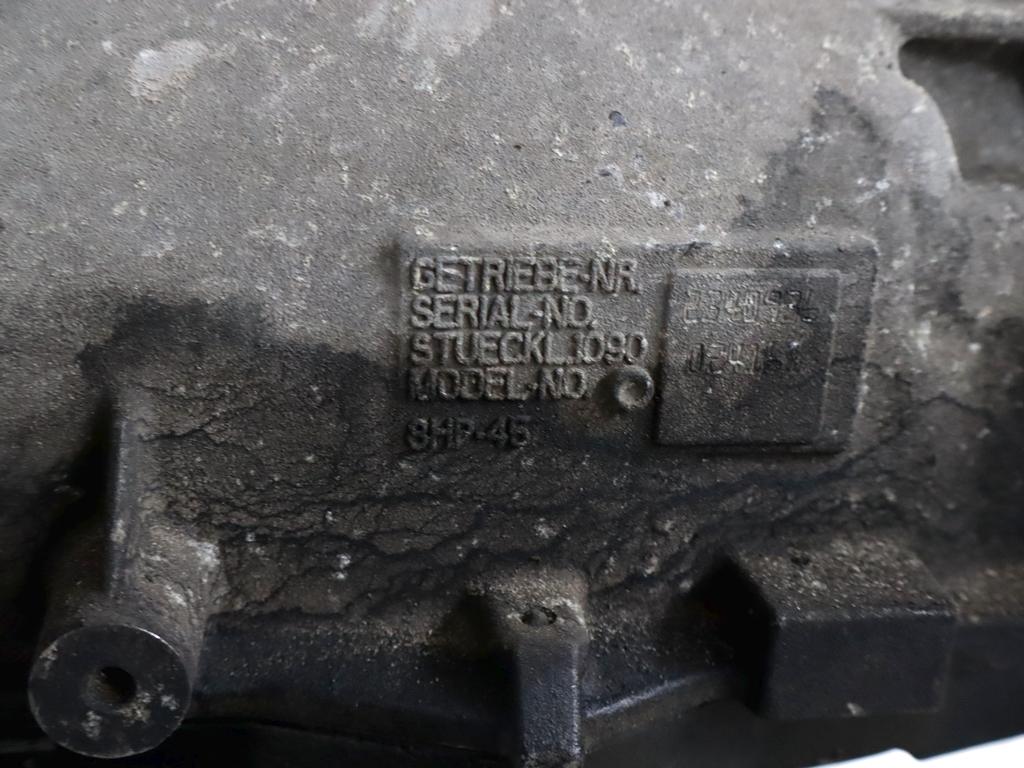 GETRIEBE-NR.
SERIAL-NO.
STUECKL.1090
MODEL-NO.
8HP-45